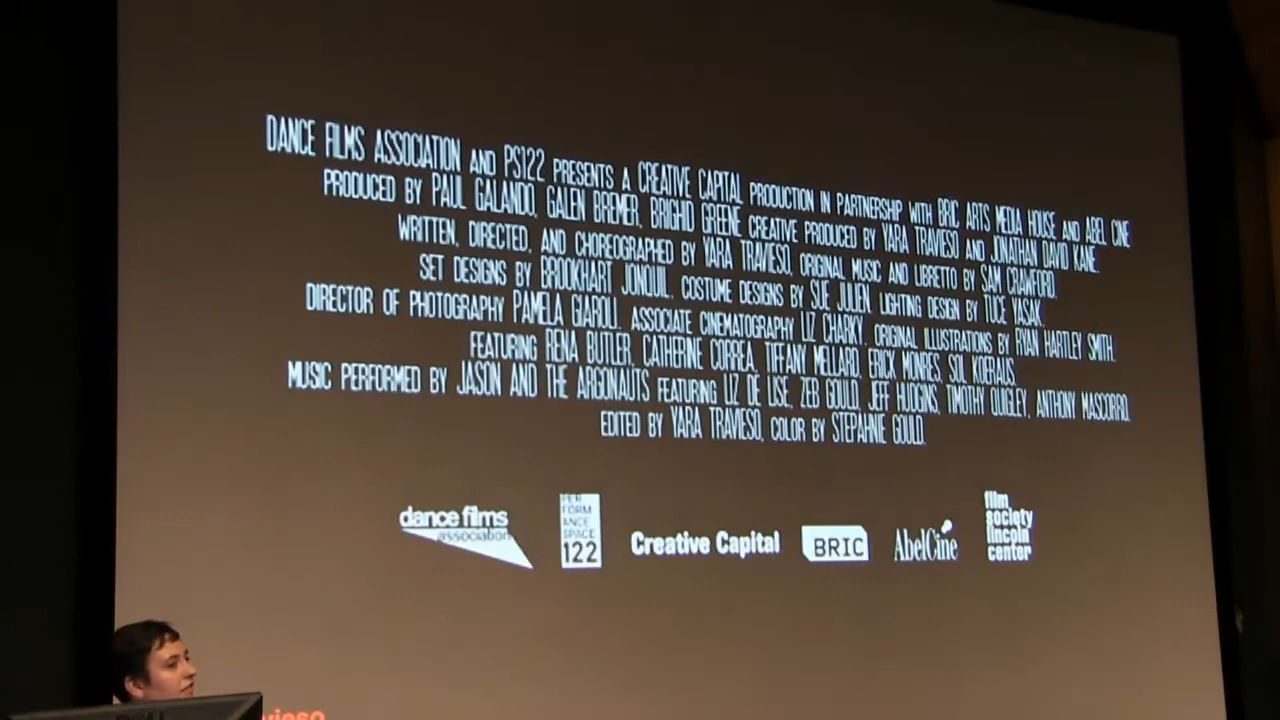 DANCE FILMS ASSOCIATION AND PS122 PRESENTS A CREATIVE CAPITAL PRODUCTION IN PARTNERSHIP WITH BRIC ARTS MEDIA HOUSE AND ABEL CINE
PRODUCED BY PAUL GALANDO, GALEN BREMER, BRIGHID GREENE CREATIVE PRODUCED BY YARA TRAVIESO AND JONATHAN DAVID KANE.
WRITTEN, DIRECTED, AND CHOREOGRAPHED BY YARA TRAVIESO, ORIGINAL MUSIC AND LIBRETTO BY SAM CRAWFORD.
SET DESIGNS BY BROOKHART JONQUIL. COSTUME DESIGNS BY SUE JULIEN LIGHTING DESIGN BY TUCE YASAK.
DIRECTOR OF PHOTOGRAPHY PAMELA GIAROLI. ASSOCIATE CINEMATOGRAPHY LIZ CHARKY. ORIGINAL ILLUSTRATIONS BY RYAN HARTLEY SMITH.
FEATURING RENA BUTLER, CATHERINE CORREA, TIFFANY MELLARD, ERICK MONRES, SOL KOERAUS.
MUSIC PERFORMED BY JASON AND THE ARGONAUTS FEATURING LIZ DE LISE, ZEB GOULD, JEFF HUDGINS, TIMOTHY QUIGLEY, ANTHONY MASCORRO.
EDITED BY YARA TRAVIESO, COLOR BY STEPAHNIE GOULD.
dance films
association
PER
FORM
ANCE
SPACE
122
Creative Capital
BRIC
AbelCine
film
society
lincoln
center
vieso